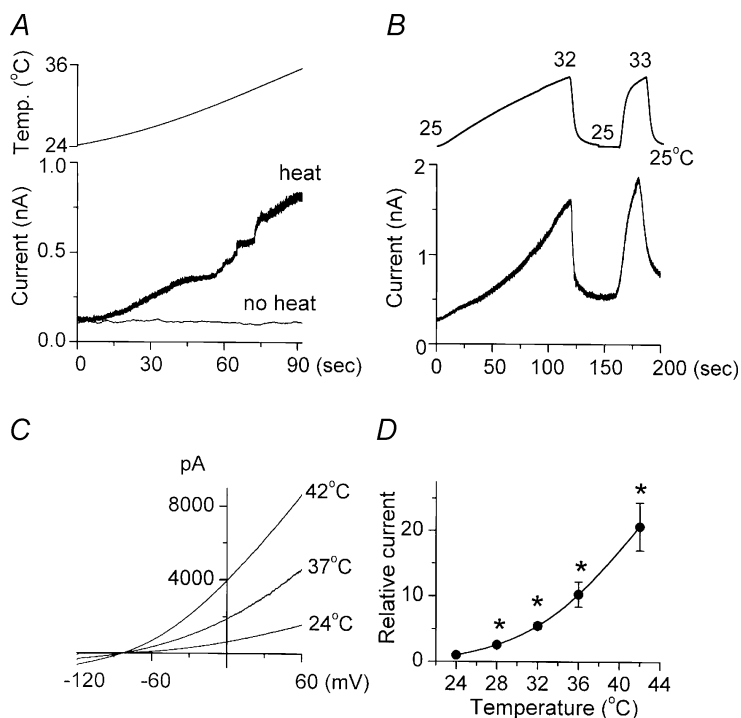 A
36
Temp. (°C)
24
1.0
Current (nA)
0.5
0.0
heat
no heat
0 30 60 90 (sec)
B
25
32
25
33
25°C
2
Current (nA)
1
0
0 50 100 150 200 (sec)
C
pA
8000
4000
42°C
37°C
24°C
-120 -60 60 (mV)
D
Relative current
20
10
0
* * * *
24 28 32 36 40 44
Temperature (°C)